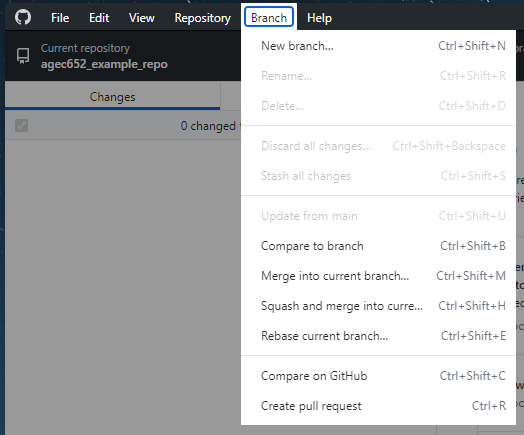 File Edit View Repository Branch Help
Current repository
agec652_example_repo
Changes
0 changed
New branch... Ctrl+Shift+N
Rename... Ctrl+Shift+R
Delete... Ctrl+Shift+D
Discard all changes... Ctrl+Shift+Backspace
Stash all changes Ctrl+Shift+S
Update from main Ctrl+Shift+U
Compare to branch Ctrl+Shift+B
Merge into current branch... Ctrl+Shift+M
Squash and merge into curre... Ctrl+Shift+H
Rebase current branch... Ctrl+Shift+E
Compare on GitHub Ctrl+Shift+C
Create pull request Ctrl+R